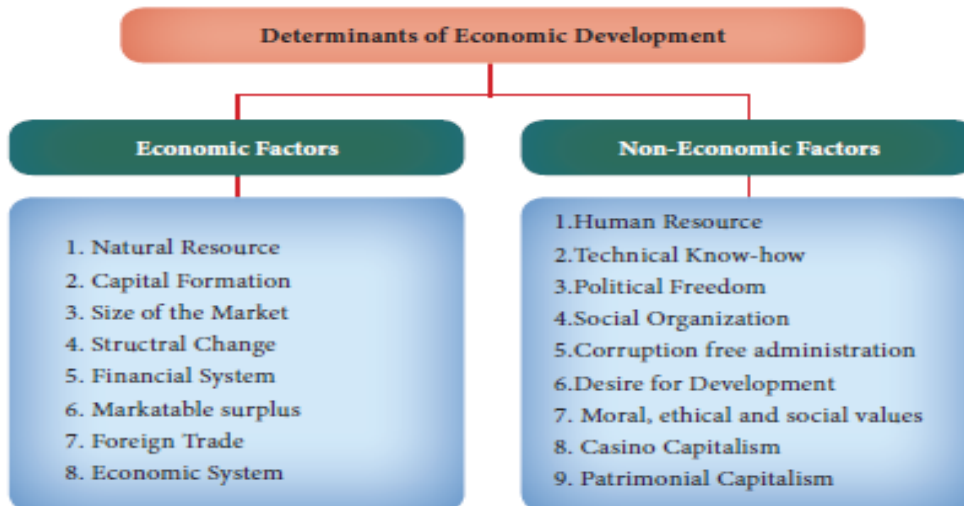 Determinants of Economic Development
Economic Factors
1. Natural Resource
2. Capital Formation
3. Size of the Market
4. Structral Change
5. Financial System
6. Markatable surplus
7. Foreign Trade
8. Economic System
Non-Economic Factors
1.Human Resource
2.Technical Know-how
3.Political Freedom
4.Social Organization
5.Corruption free administration
6.Desire for Development
7. Moral, ethical and social values
8. Casino Capitalism
9. Patrimonial Capitalism